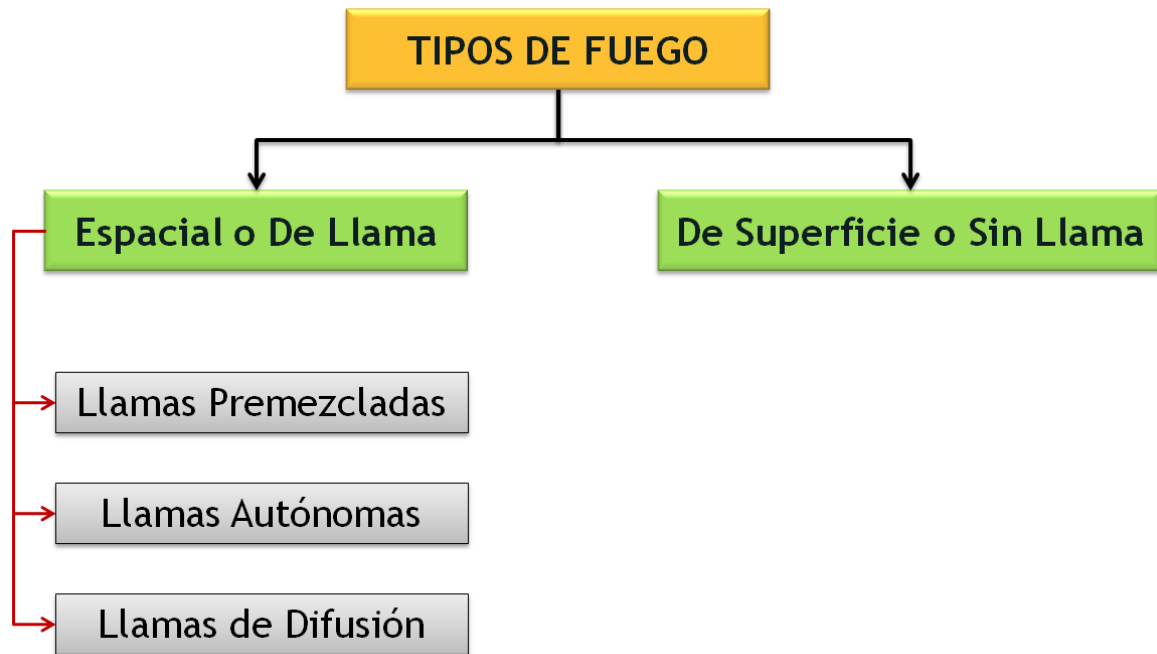 TIPOS DE FUEGO
Espacial o De Llama
De Superficie o Sin Llama
Llamas Premezcladas
Llamas Autónomas
Llamas de Difusión